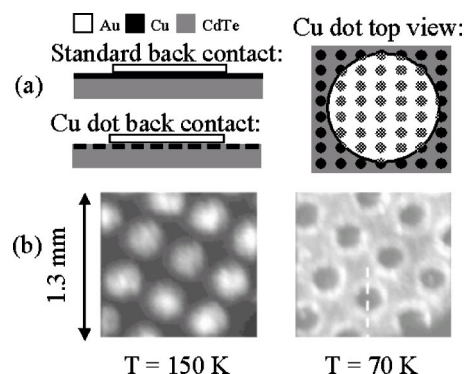 Au Cu CdTe
Standard back contact:
(a)
Cu dot back contact:
Cu dot top view:
(b)
1.3 mm
T = 150 K
T = 70 K